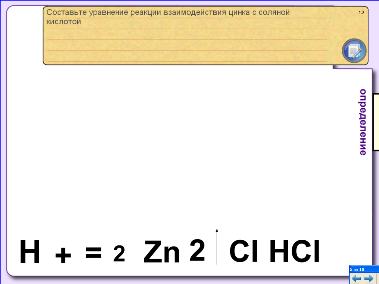 Составьте уравнение реакции взаимодействия цинка с соляной
кислотой
определение
H + = 2 Zn 2 Cl HCl